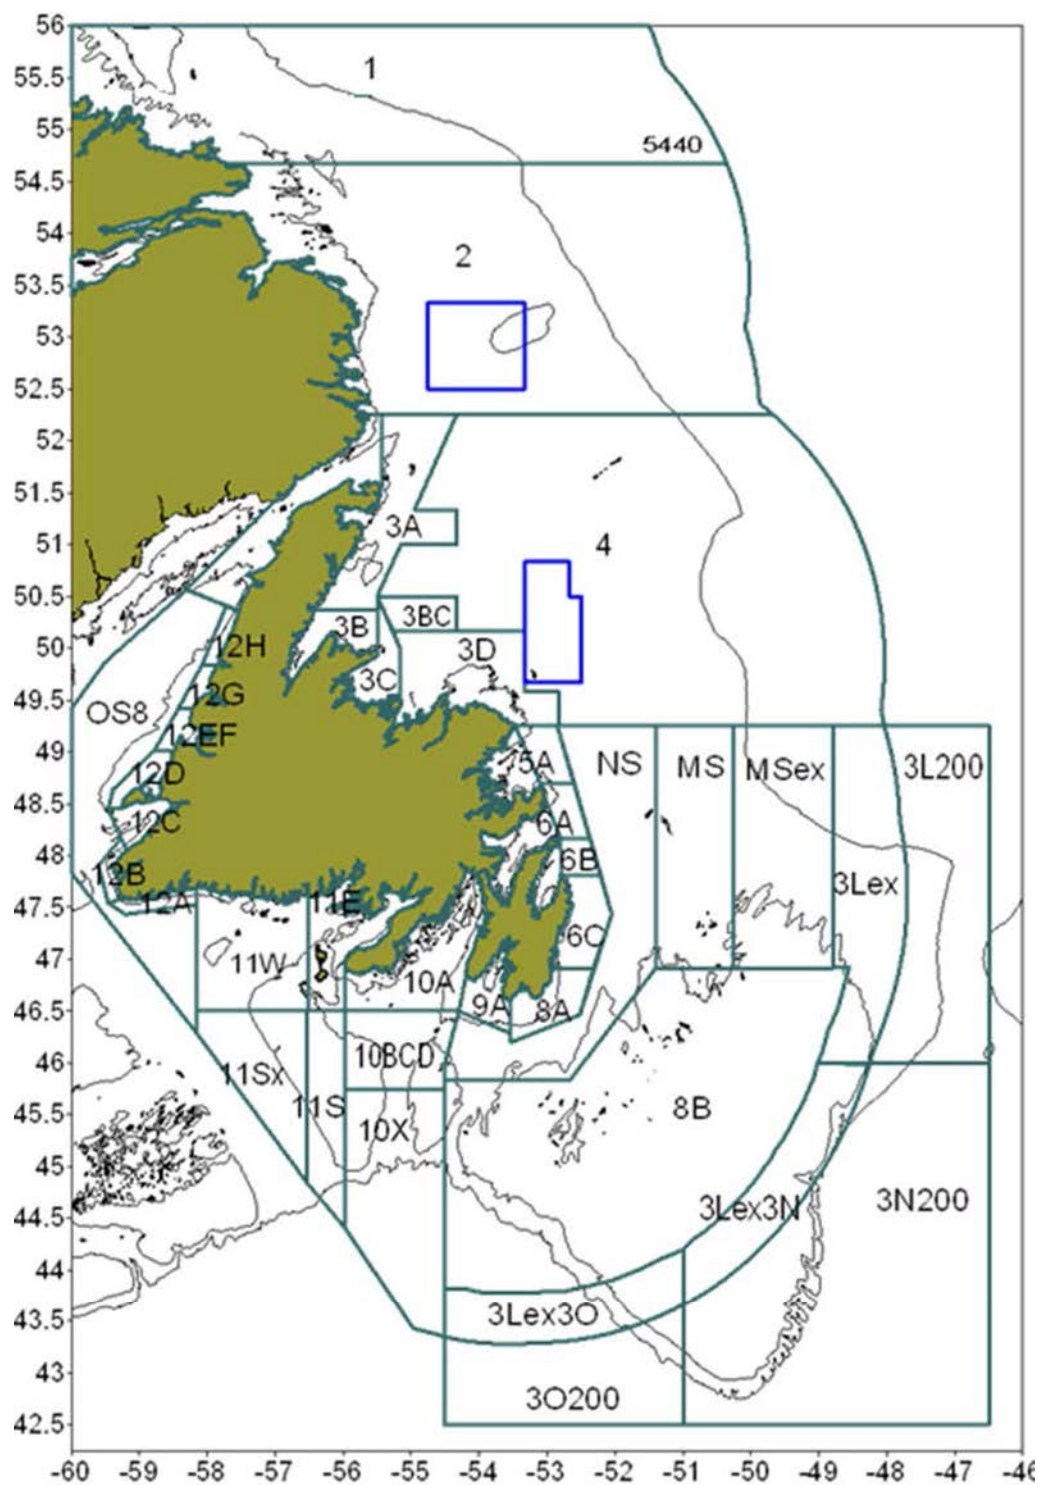 56
55.5
1
55
5440
54.5
54
2
53.5
53
52.5
52
51.5
3A
51
4
50.5
3BC
3B
50
12H
3D
3C
49.5
12G
OS8
12EF
49
5A
NS
MS
MSex
3L200
12D
48.5
12C
6A
48
6B
12B
3Lex
47.5
12A
11E
6C
47
11W
10A
9A
8A
46.5
46
10BCD
11Sx
11S
8B
45.5
10X
45
3Lex3N
3N200
44.5
44
3Lex3O
43.5
43
3O200
42.5
-60 -59 -58 -57 -56 -55 -54 -53 -52 -51 -50 -49 -48 -47 -46